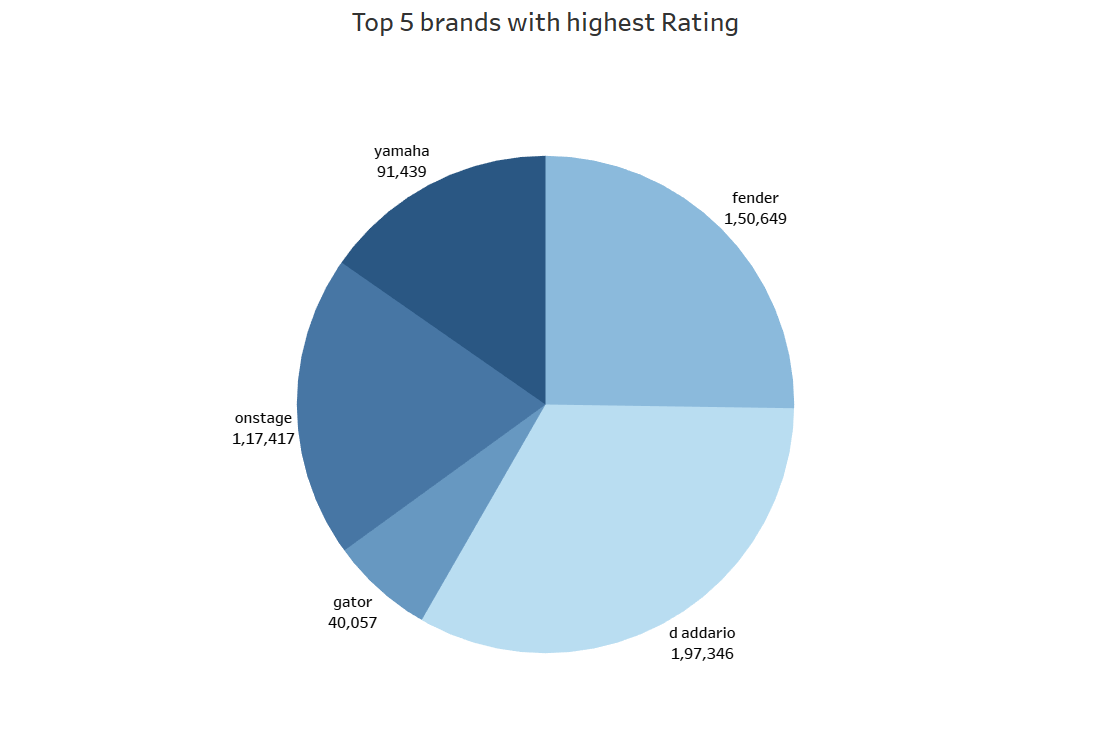 Top 5 brands with highest Rating
yamaha
91,439
fender
1,50,649
onstage
1,17,417
gator
40,057
d addario
1,97,346